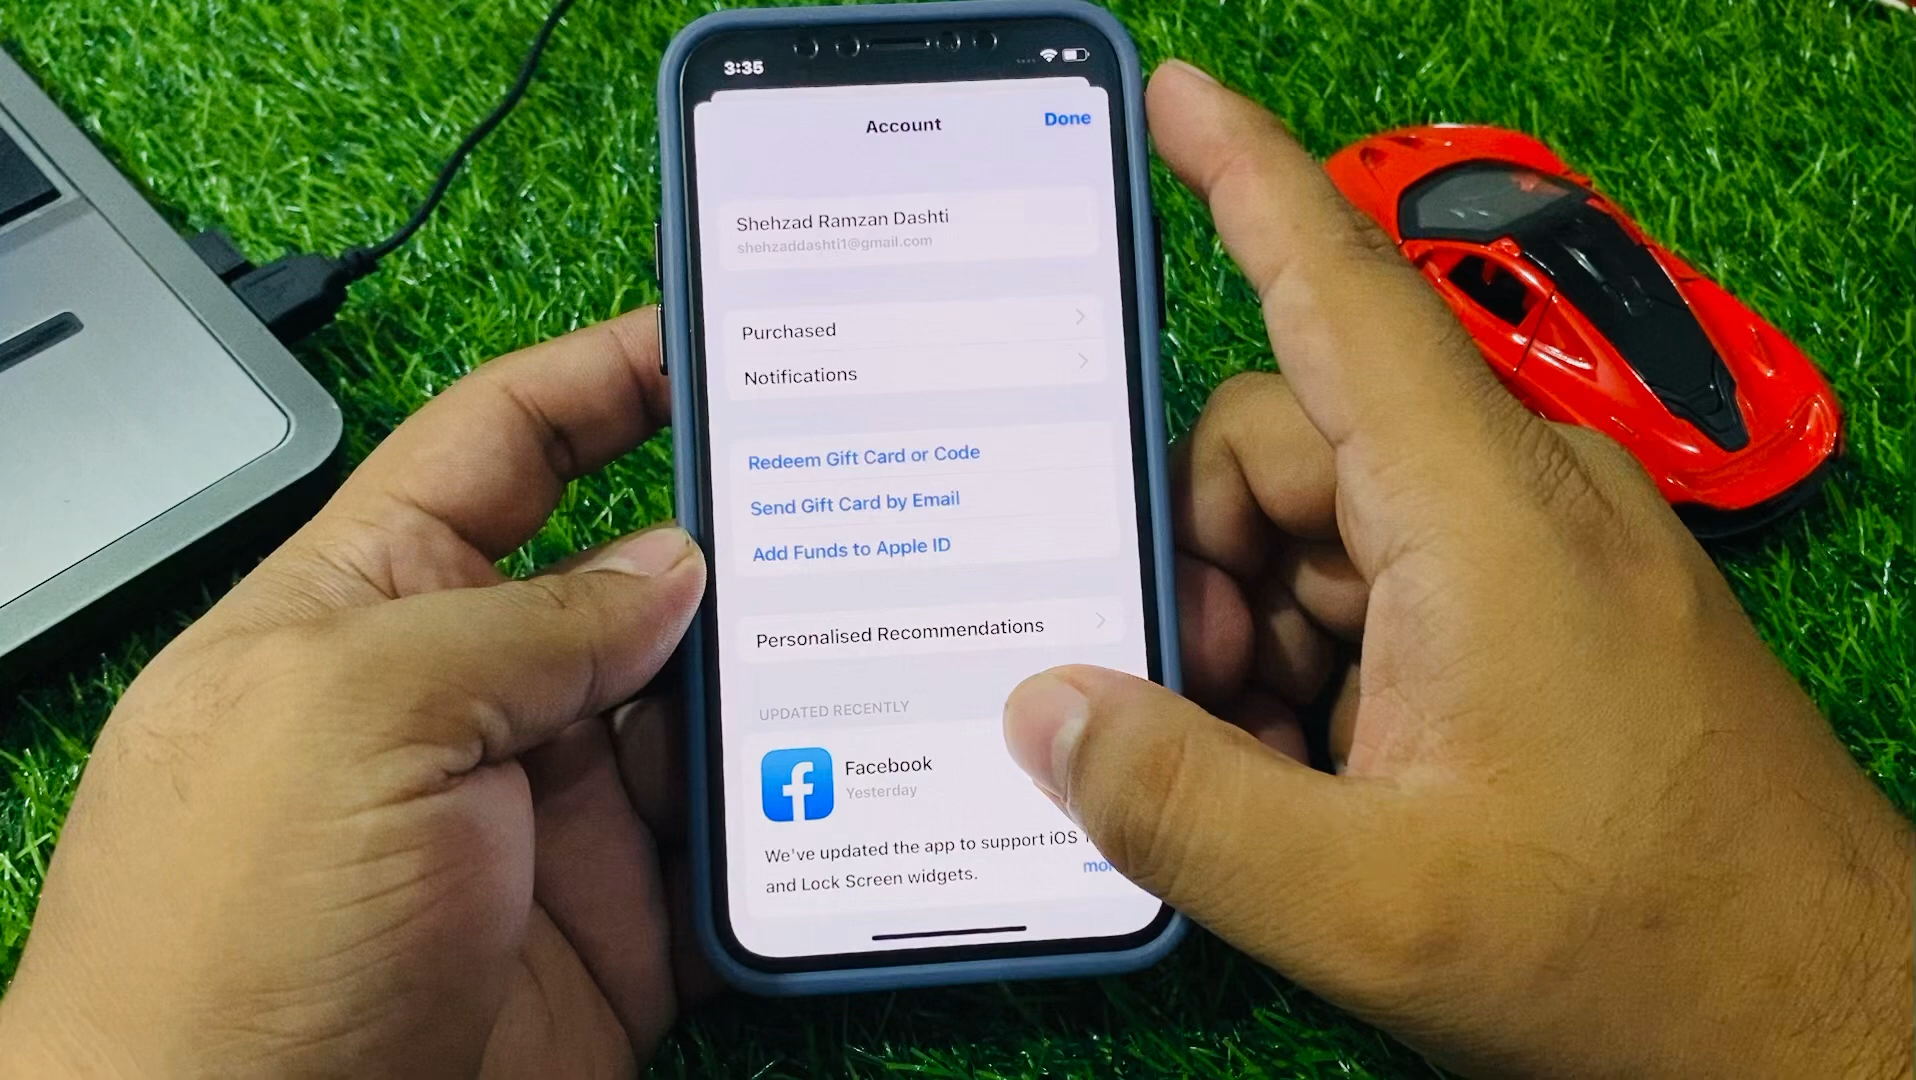 3:35
Account
Done
Shehzad Ramzan Dashti
shehzaddashti1@gmail.com
Purchased
Notifications
Redeem Gift Card or Code
Send Gift Card by Email
Add Funds to Apple ID
Personalised Recommendations
UPDATED RECENTLY
Facebook
Yesterday
We've updated the app to support iOS
and Lock Screen widgets.